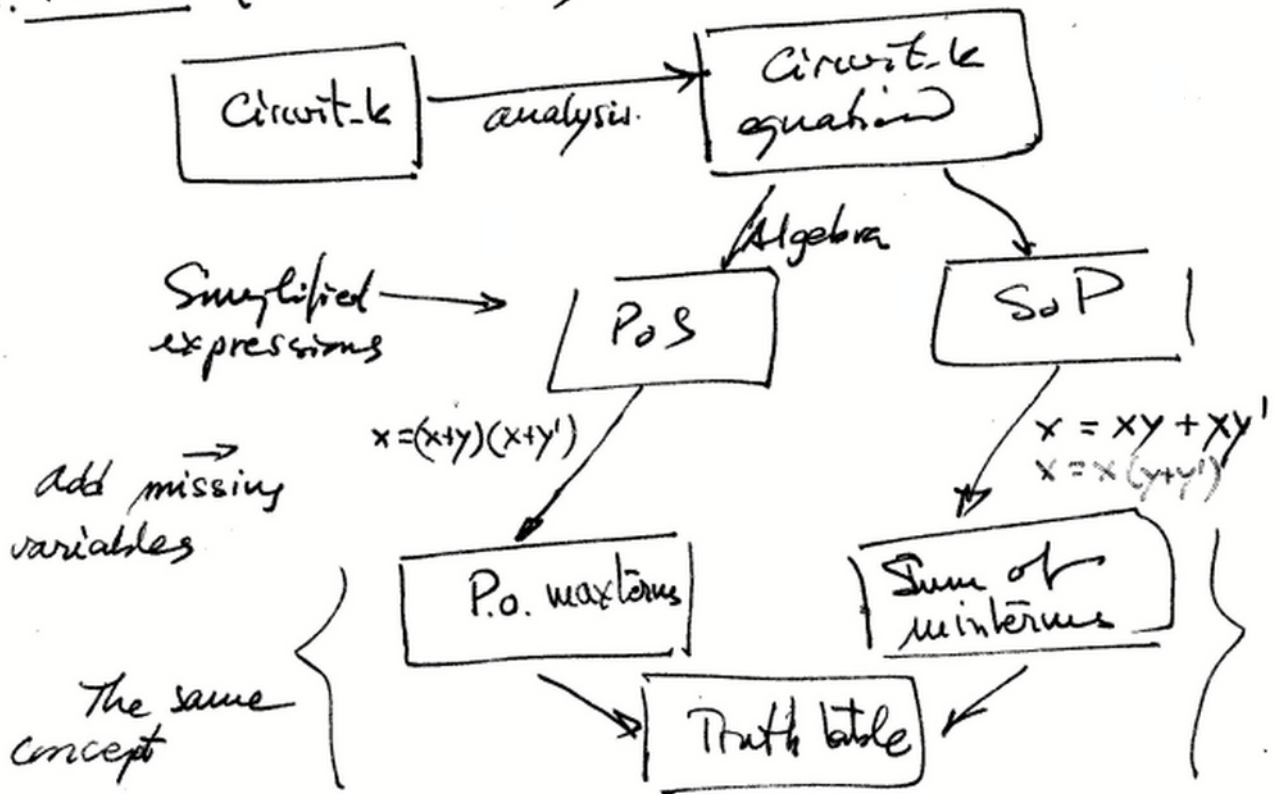 Circuit_k
analysis.
Circuit_k
equation
Algebra
Simplified
expressions
PoS
SoP
x=(x+y)(x+y')
x = xy + xy'
x = x(y+y')
add missing
variables
P.o. maxterms
Sum of
minterms
The same
concept
Truth table